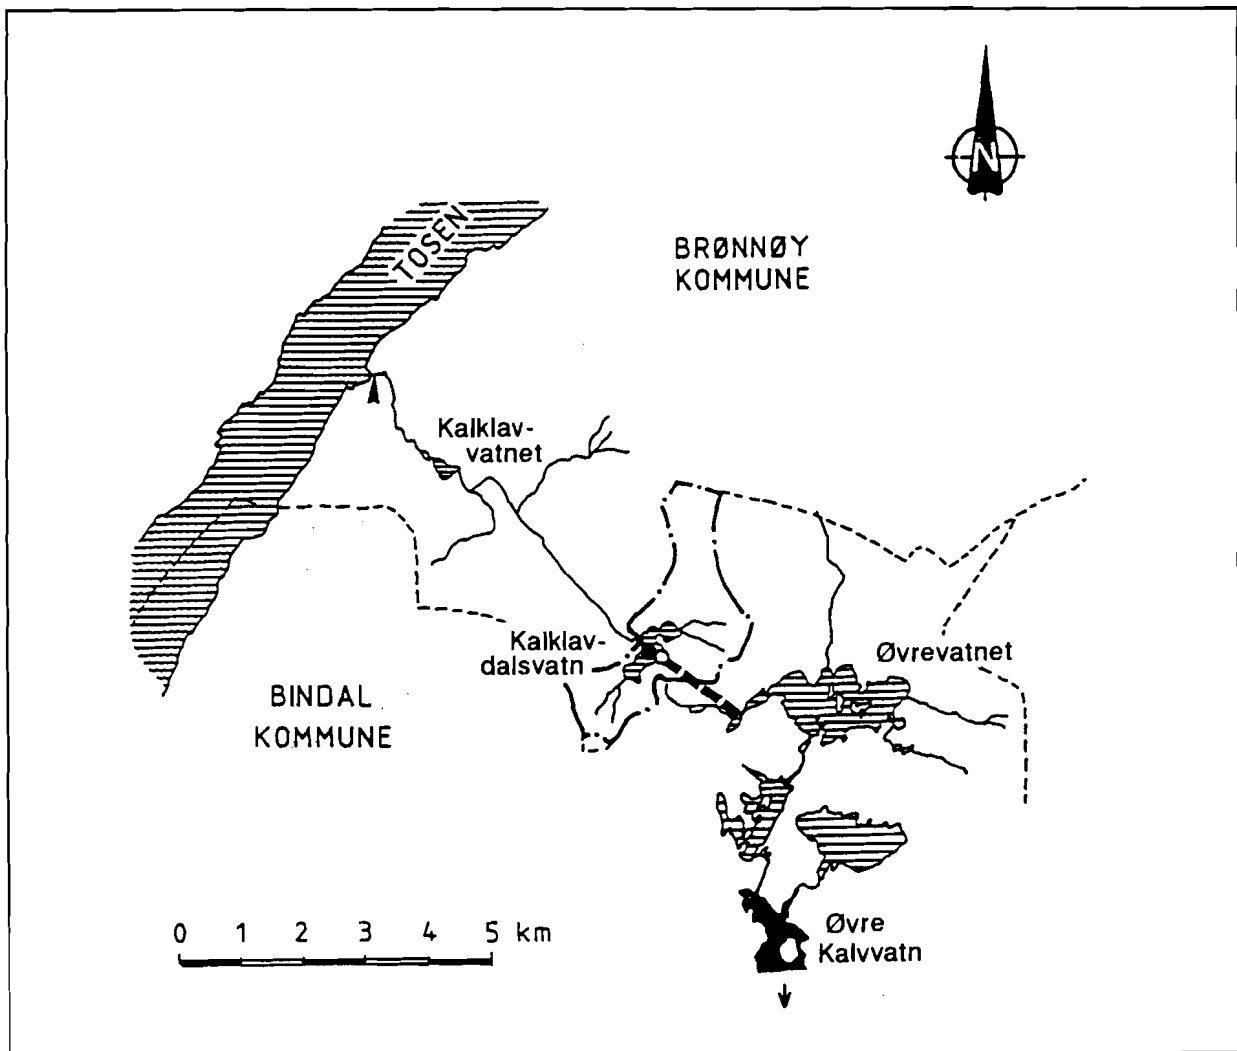 N
TOSEN
BRØNNØY
KOMMUNE
Kalklav-
vatnet
Kalklav-
dalsvatn
Øvrevatnet
BINDAL
KOMMUNE
0 1 2 3 4 5 km
Øvre
Kalvvatn